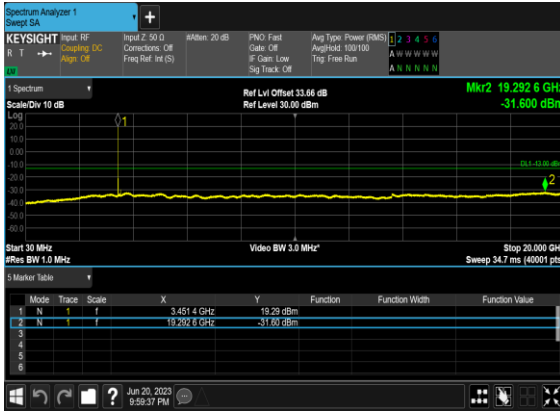 Spectrum Analyzer 1
Swept SA
+
KEYSIGHT Input: RF Input Z: 50 Ω #Atten: 20 dB PNO: Fast Avg Type: Power (RMS) 1 2 3 4 5 6
R T Coupling: DC Corrections: Off Gate: Off Avg|Hold: 100/100 A W W W W W
Align: Off Freq Ref: Int (S) IF Gain: Low Trig: Free Run
Sig Track: Off A N N N N N
1 Spectrum Ref Lvl Offset 33.66 dB Mkr2 19.292 6 GHz
Scale/Div 10 dB Ref Level 30.00 dBm -31.600 dBm
Log
20.0
10.0
0.00
-10.0
-20.0
-30.0
-40.0
-50.0
-60.0
1
DL1 -13.00 dBm
2
Start 30 MHz Video BW 3.0 MHz* Stop 20.000 GHz
#Res BW 1.0 MHz Sweep 34.7 ms (40001 pts)
5 Marker Table
Mode Trace Scale X Y Function Function Width Function Value
1 N 1 f 3.451 4 GHz 19.29 dBm
2 N 1 f 19.292 6 GHz -31.60 dBm
3
4
5
6
? Jun 20, 2023
9:59:37 PM